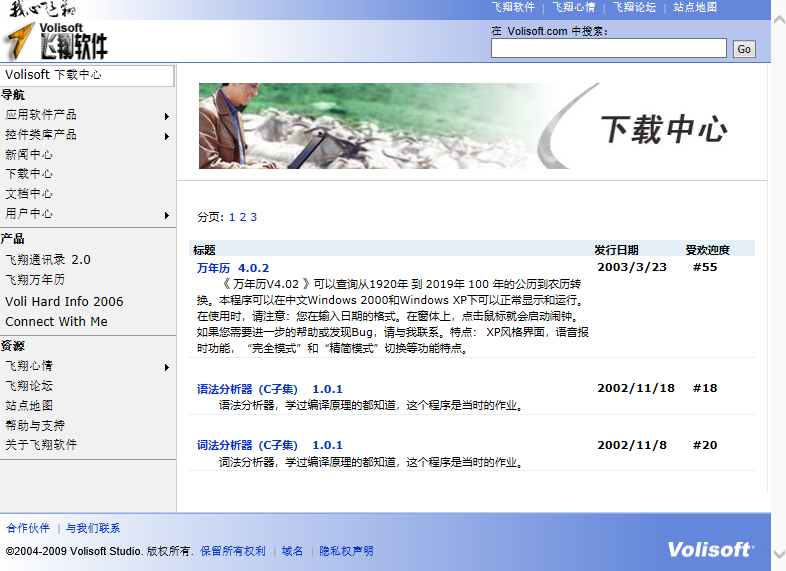 我心飞翔
飞翔软件 | 飞翔心情 | 飞翔论坛 | 站点地图
Volisoft
飞翔软件
在 Volisoft.com 中搜索:
Go
Volisoft 下载中心
导航
应用软件产品
控件类库产品
新闻中心
下载中心
文档中心
用户中心
产品
飞翔通讯录 2.0
飞翔万年历
Voli Hard Info 2006
Connect With Me
资源
飞翔心情
飞翔论坛
站点地图
帮助与支持
关于飞翔软件
下载中心
分页: 1 2 3
标题 发行日期 受欢迎度
万年历 4.0.2 2003/3/23 #55
《 万年历V4.02 》可以查询从1920年 到 2019年 100 年的公历到农历转
换。本程序可以在中文Windows 2000和Windows XP下可以正常显示和运行。
在使用时，请注意：您在输入日期的格式。在窗体上，点击鼠标就会启动闹钟。
如果您需要进一步的帮助或发现Bug，请与我联系。特点： XP风格界面，语音报
时功能，“完全模式”和“精简模式”切换等功能特点。
语法分析器（C子集） 1.0.1 2002/11/18 #18
语法分析器，学过编译原理的都知道，这个程序是当时的作业。
词法分析器（C子集） 1.0.1 2002/11/8 #20
词法分析器，学过编译原理的都知道，这个程序是当时的作业。
合作伙伴 | 与我们联系
©2004-2009 Volisoft Studio. 版权所有. 保留所有权利 | 域名 | 隐私权声明
Volisoft